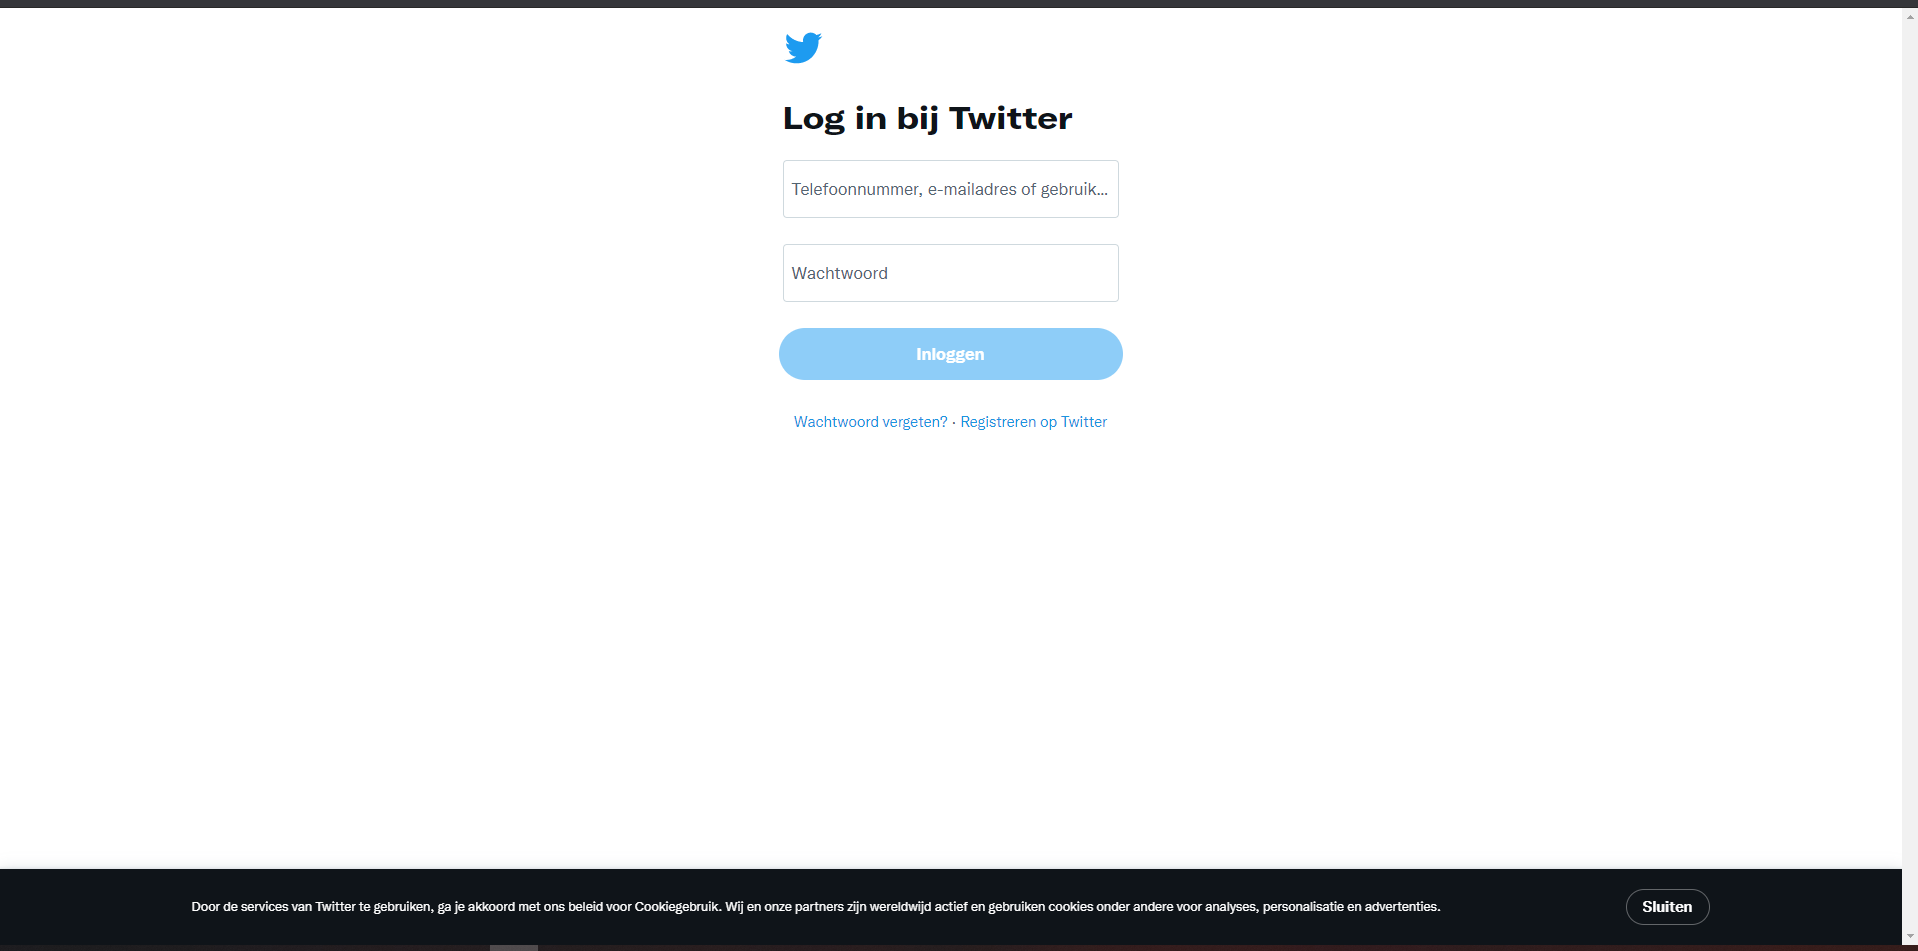 Log in bij Twitter
Telefoonnummer, e-mailadres of gebruik...
Wachtwoord
Inloggen
Wachtwoord vergeten? · Registreren op Twitter
Door de services van Twitter te gebruiken, ga je akkoord met ons beleid voor Cookiegebruik. Wij en onze partners zijn wereldwijd actief en gebruiken cookies onder andere voor analyses, personalisatie en advertenties.
Sluiten